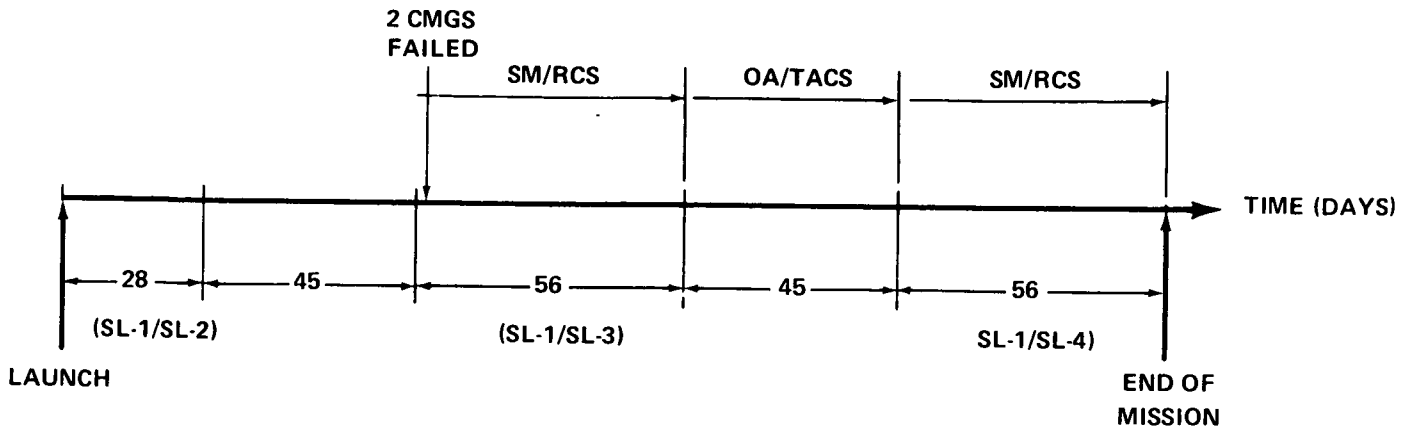 2 CMGS
FAILED
SM/RCS
OA/TACS
SM/RCS
TIME (DAYS)
28
45
56
45
56
(SL-1/SL-2)
(SL-1/SL-3)
SL-1/SL-4)
LAUNCH
END OF
MISSION